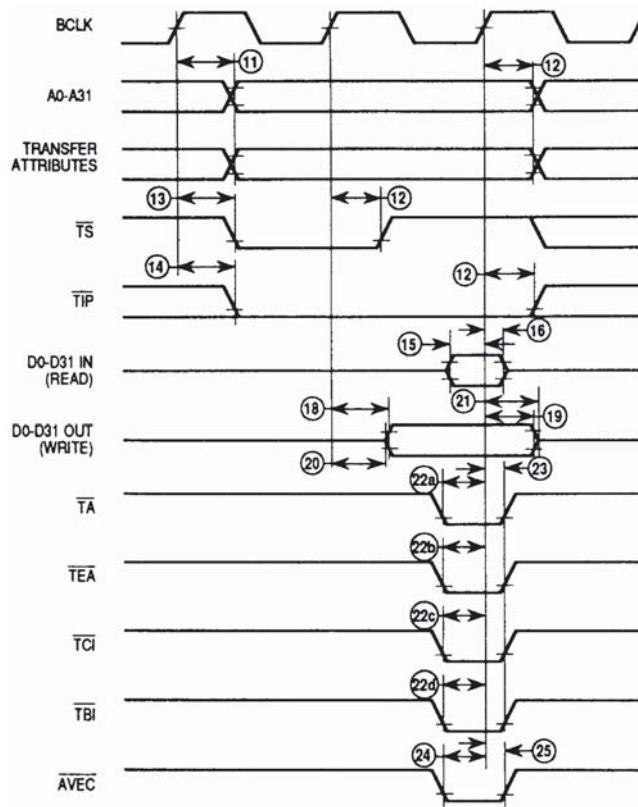 BCLK
11
12
A0-A31
TRANSFER
ATTRIBUTES
13
12
TS
14
12
TIP
15
16
D0-D31 IN
(READ)
21
18
19
D0-D31 OUT
(WRITE)
20
23
22a
TA
22b
TEA
22c
TCI
22d
TBI
24
25
AVEC